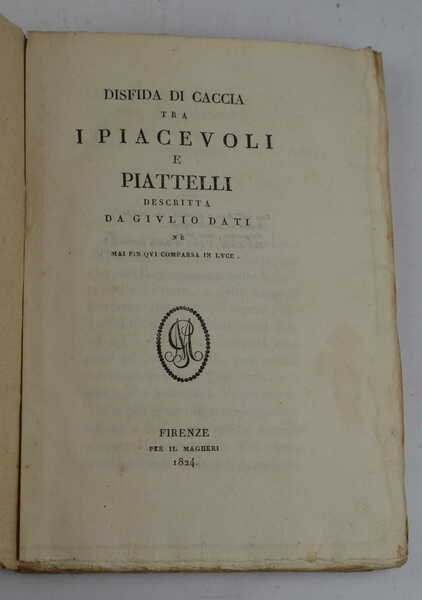 DISFIDA DI CACCIA
TRA
I PIACEVOLI
E
PIATTELLI
DESCRITTA
DA GIVLIO DATI
NÈ
MAI FIN QVI COMPARSA IN LVCE.
FIRENZE
PER IL MAGHERI
1824.